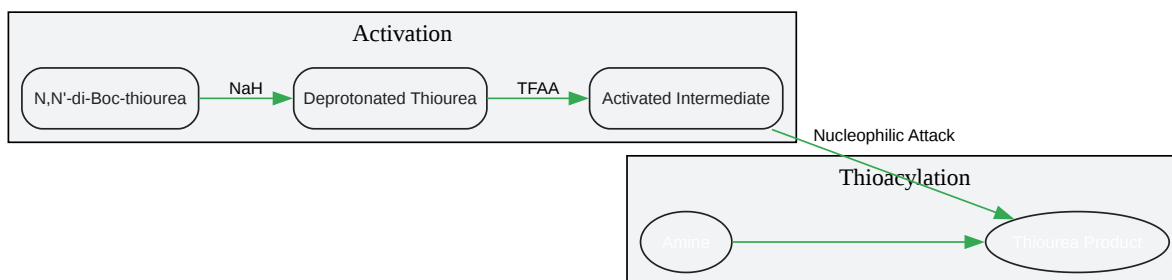 Activation
N,N'-di-Boc-thiourea
NaH
Deprotonated Thiourea
TFAA
Activated Intermediate
Nucleophilic Attack
Thioacylation
Amine
Thiourea Product